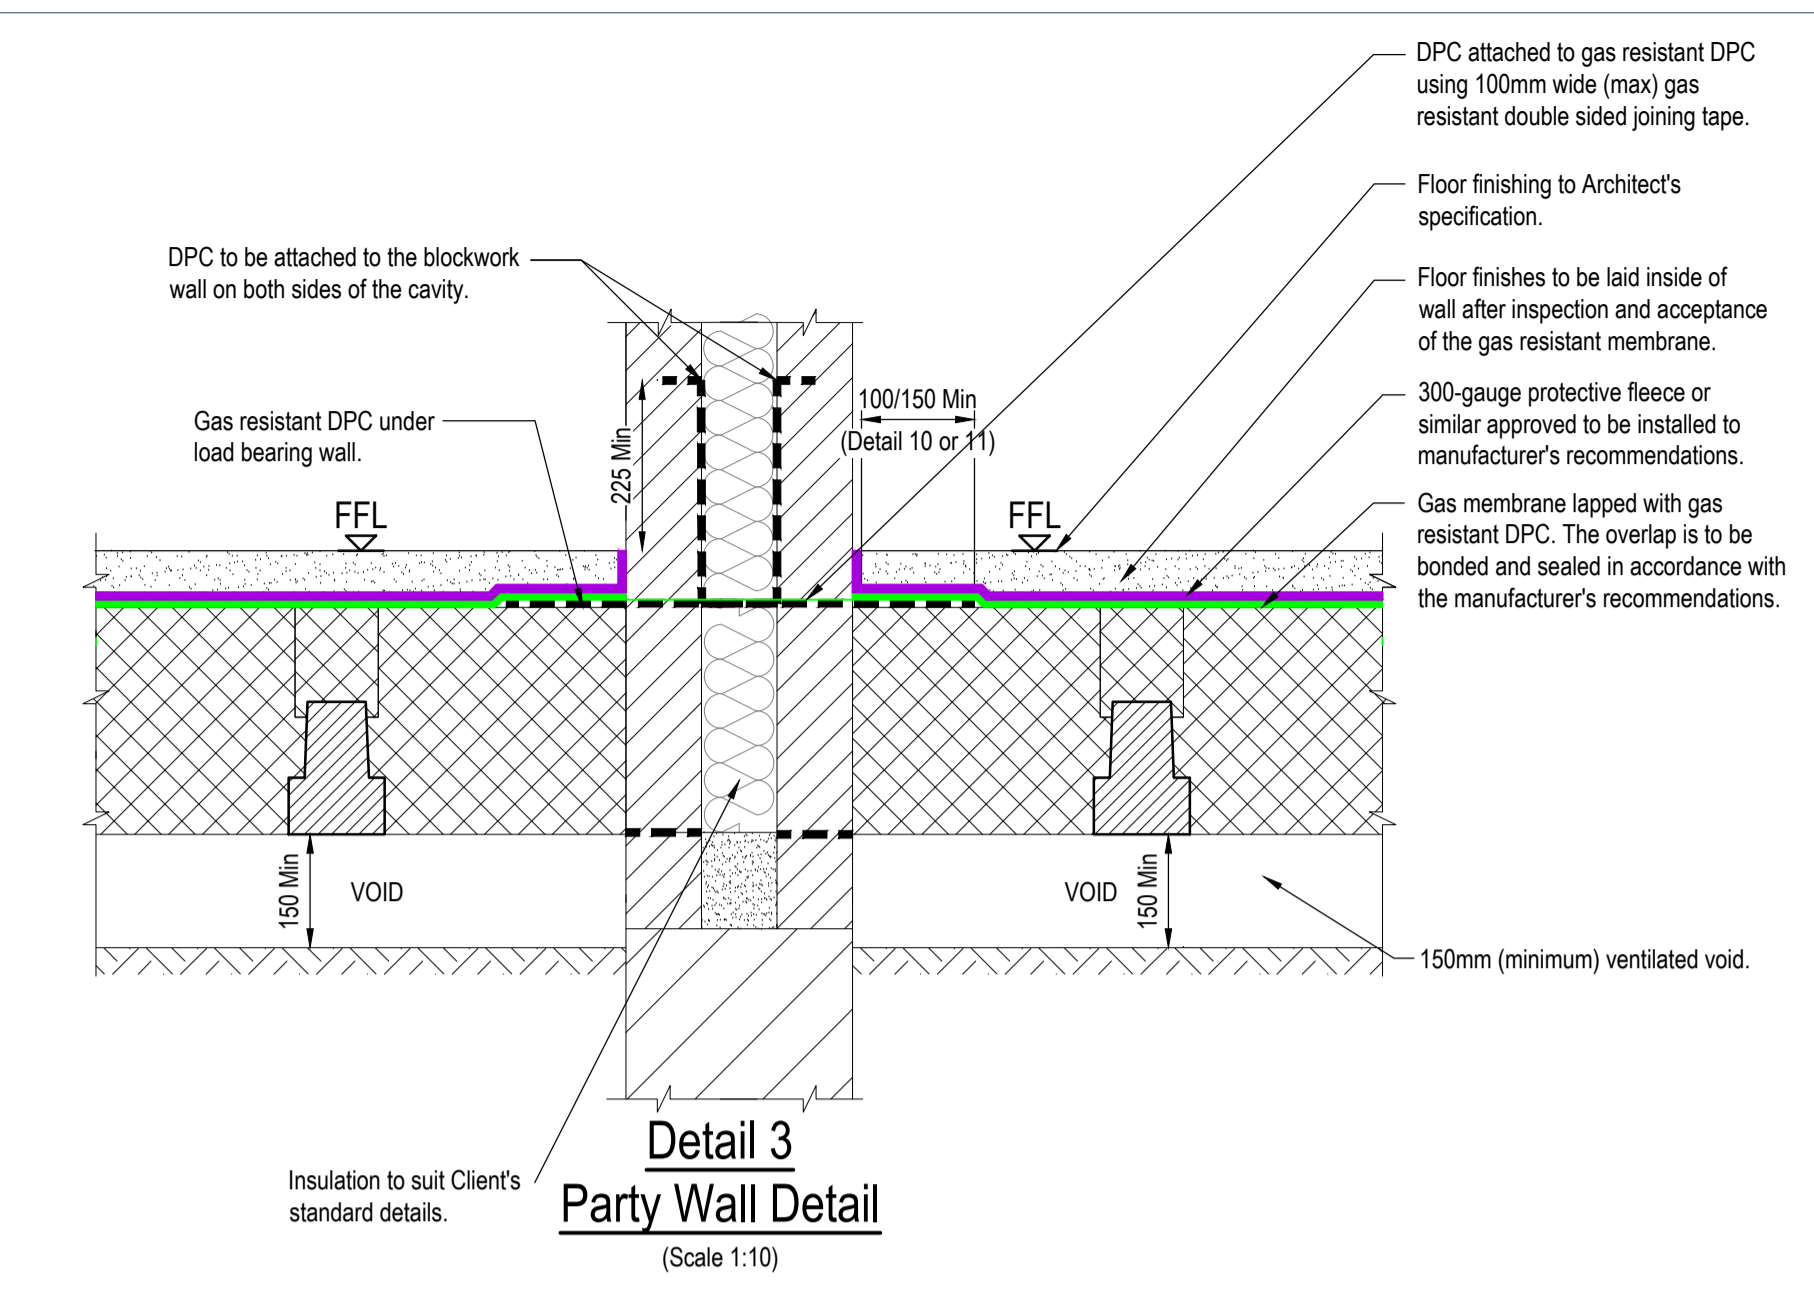 DPC attached to gas resistant DPC
using 100mm wide (max) gas
resistant double sided joining tape.
Floor finishing to Architect's
specification.
DPC to be attached to the blockwork
wall on both sides of the cavity.
Floor finishes to be laid inside of
wall after inspection and acceptance
of the gas resistant membrane.
Gas resistant DPC under
load bearing wall.
225 Min
100/150 Min
(Detail 10 or 11)
300-gauge protective fleece or
similar approved to be installed to
manufacturer's recommendations.
FFL
FFL
Gas membrane lapped with gas
resistant DPC. The overlap is to be
bonded and sealed in accordance with
the manufacturer's recommendations.
150 Min
VOID
VOID
150 Min
150mm (minimum) ventilated void.
Insulation to suit Client's
standard details.
Detail 3
Party Wall Detail
(Scale 1:10)